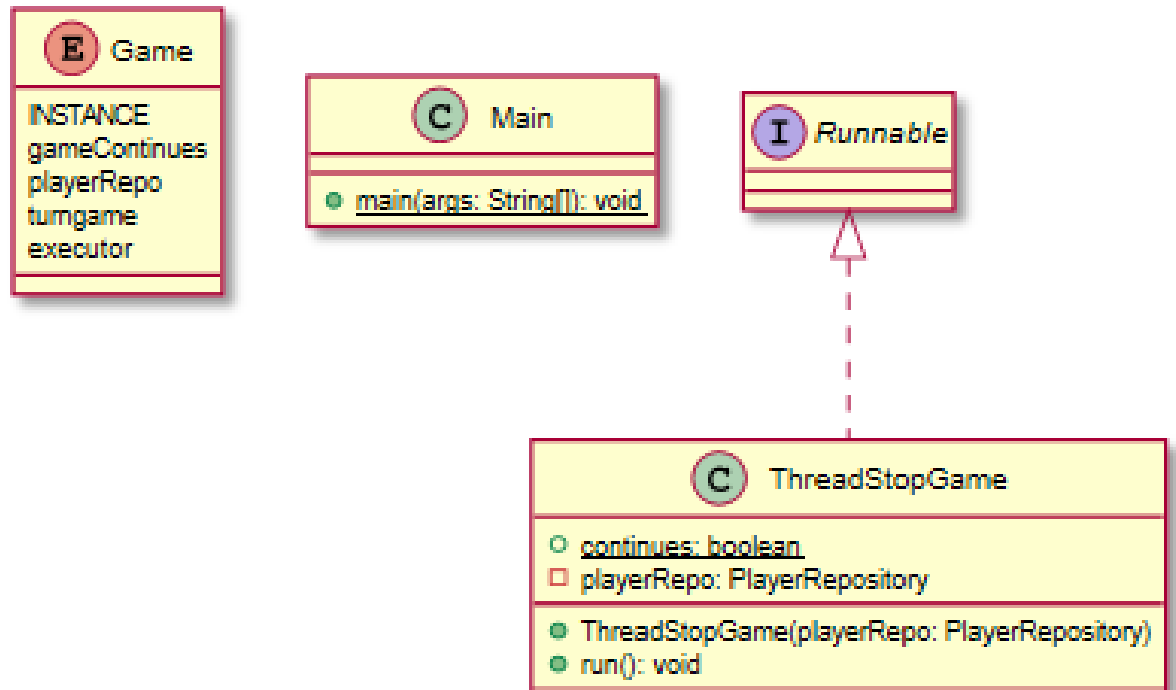 E Game
INSTANCE
gameContinues
playerRepo
turngame
executor
C Main
main(args: String[]): void
I Runnable
C ThreadStopGame
continues: boolean
playerRepo: PlayerRepository
ThreadStopGame(playerRepo: PlayerRepository)
run(): void